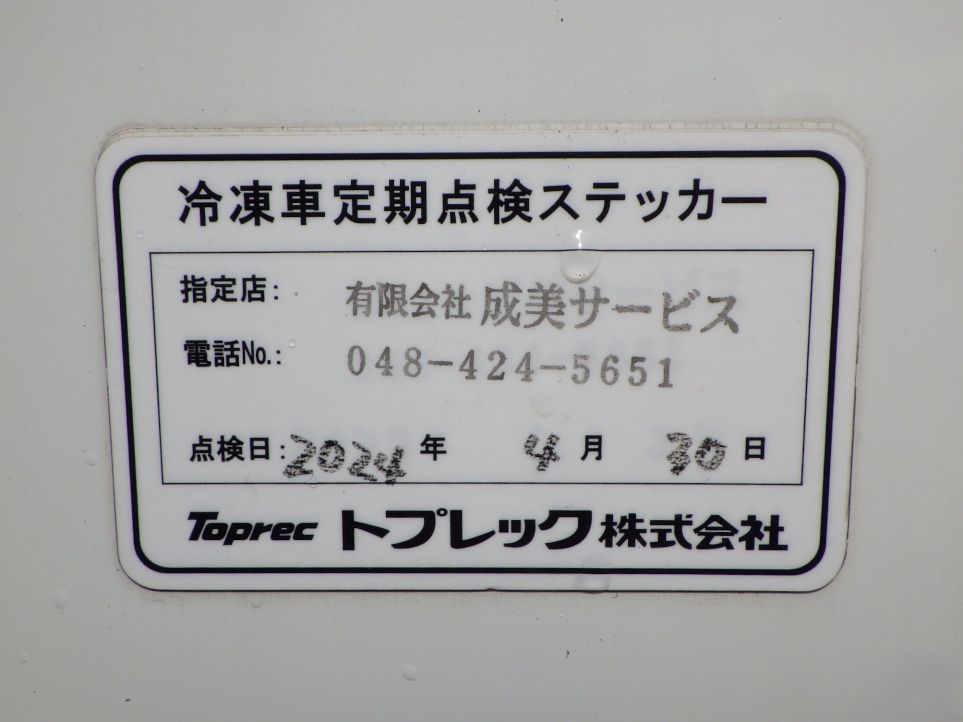 冷凍車定期点検ステッカー
指定店: 有限会社 成美サービス
電話No.: 048-424-5651
点検日: 2024 年 4 月 30 日
Toprec トプレック株式会社